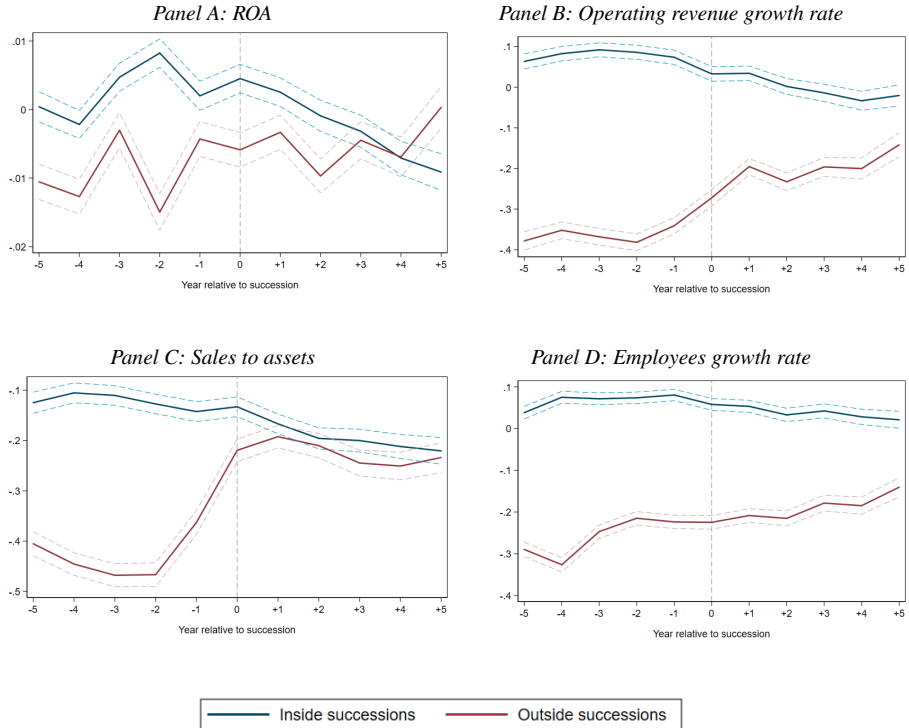 Panel A: ROA
.01
0
-.01
-.02
-5 -4 -3 -2 -1 0 +1 +2 +3 +4 +5
Year relative to succession
Panel B: Operating revenue growth rate
.1
0
-.1
-.2
-.3
-.4
-5 -4 -3 -2 -1 0 +1 +2 +3 +4 +5
Year relative to succession
Panel C: Sales to assets
-.1
-.2
-.3
-.4
-.5
-5 -4 -3 -2 -1 0 +1 +2 +3 +4 +5
Year relative to succession
Panel D: Employees growth rate
.1
0
-.1
-.2
-.3
-.4
-5 -4 -3 -2 -1 0 +1 +2 +3 +4 +5
Year relative to succession
Inside successions Outside successions